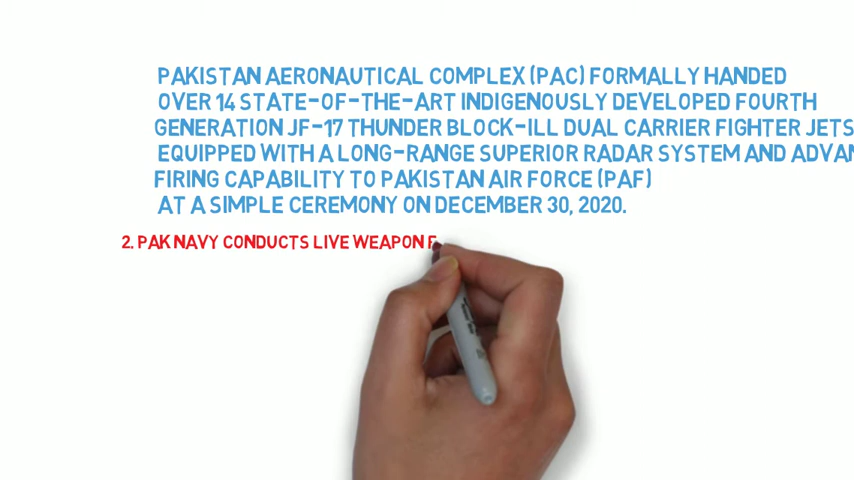 PAKISTAN AERONAUTICAL COMPLEX (PAC) FORMALLY HANDED
OVER 14 STATE-OF-THE-ART INDIGENOUSLY DEVELOPED FOURTH
GENERATION JF-17 THUNDER BLOCK-ILL DUAL CARRIER FIGHTER JETS
EQUIPPED WITH A LONG-RANGE SUPERIOR RADAR SYSTEM AND ADVAN
FIRING CAPABILITY TO PAKISTAN AIR FORCE (PAF)
AT A SIMPLE CEREMONY ON DECEMBER 30, 2020.
2. PAK NAVY CONDUCTS LIVE WEAPON F